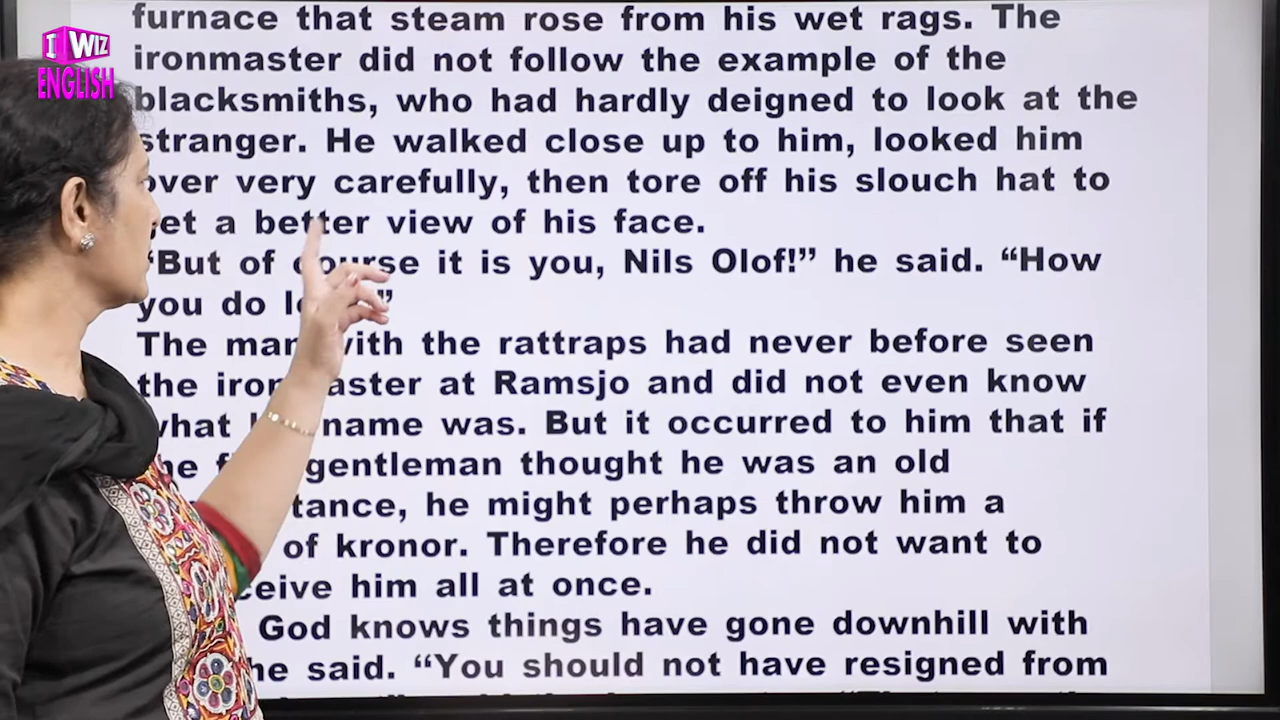 I WIZ
ENGLISH
furnace that steam rose from his wet rags. The
ironmaster did not follow the example of the
blacksmiths, who had hardly deigned to look at the
stranger. He walked close up to him, looked him
over very carefully, then tore off his slouch hat to
get a better view of his face.
“But of course it is you, Nils Olof!” he said. “How
you do
The man with the rattraps had never before seen
the ironmaster at Ramsjo and did not even know
what name was. But it occurred to him that if
the gentleman thought he was an old
he might perhaps throw him a
of kronor. Therefore he did not want to
him all at once.
God knows things have gone downhill with
he said. “You should not have resigned from